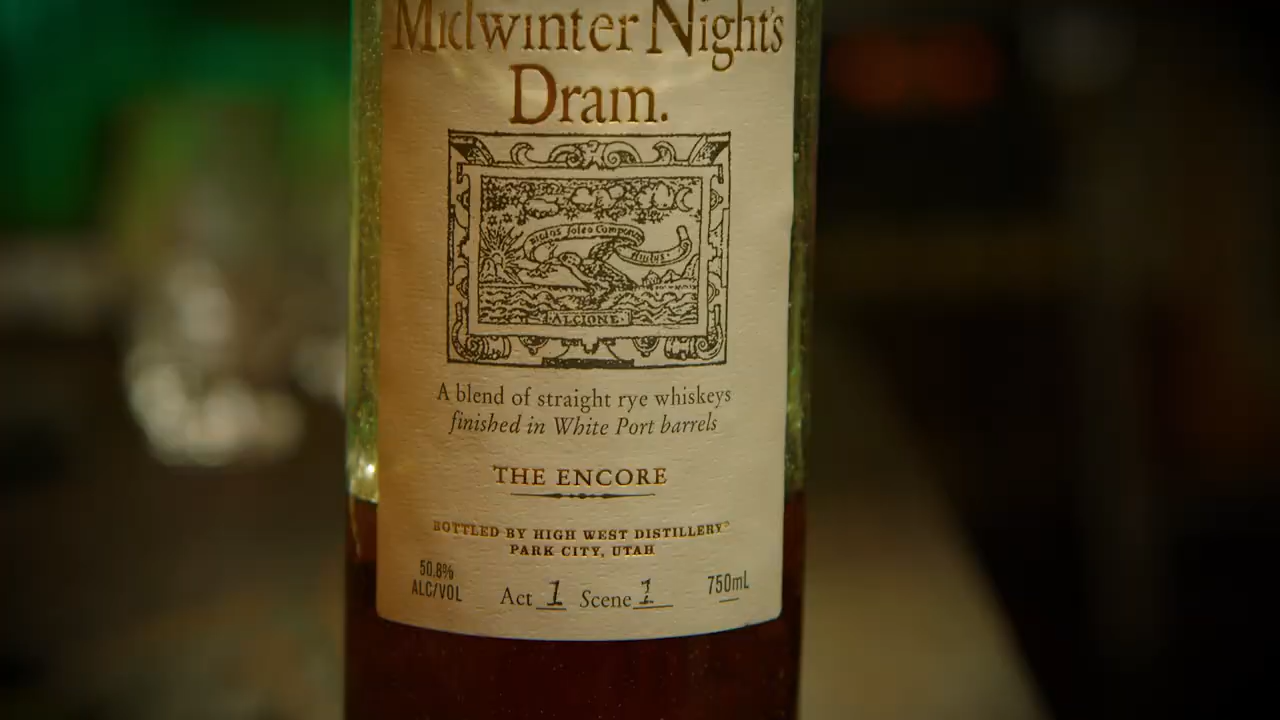 Midwinter Night's
Dram.
ALCIONE
A blend of straight rye whiskeys
finished in White Port barrels
THE ENCORE
BOTTLED BY HIGH WEST DISTILLERY®
PARK CITY, UTAH
50.8%
ALC/VOL
Act 1 Scene 1
750mL